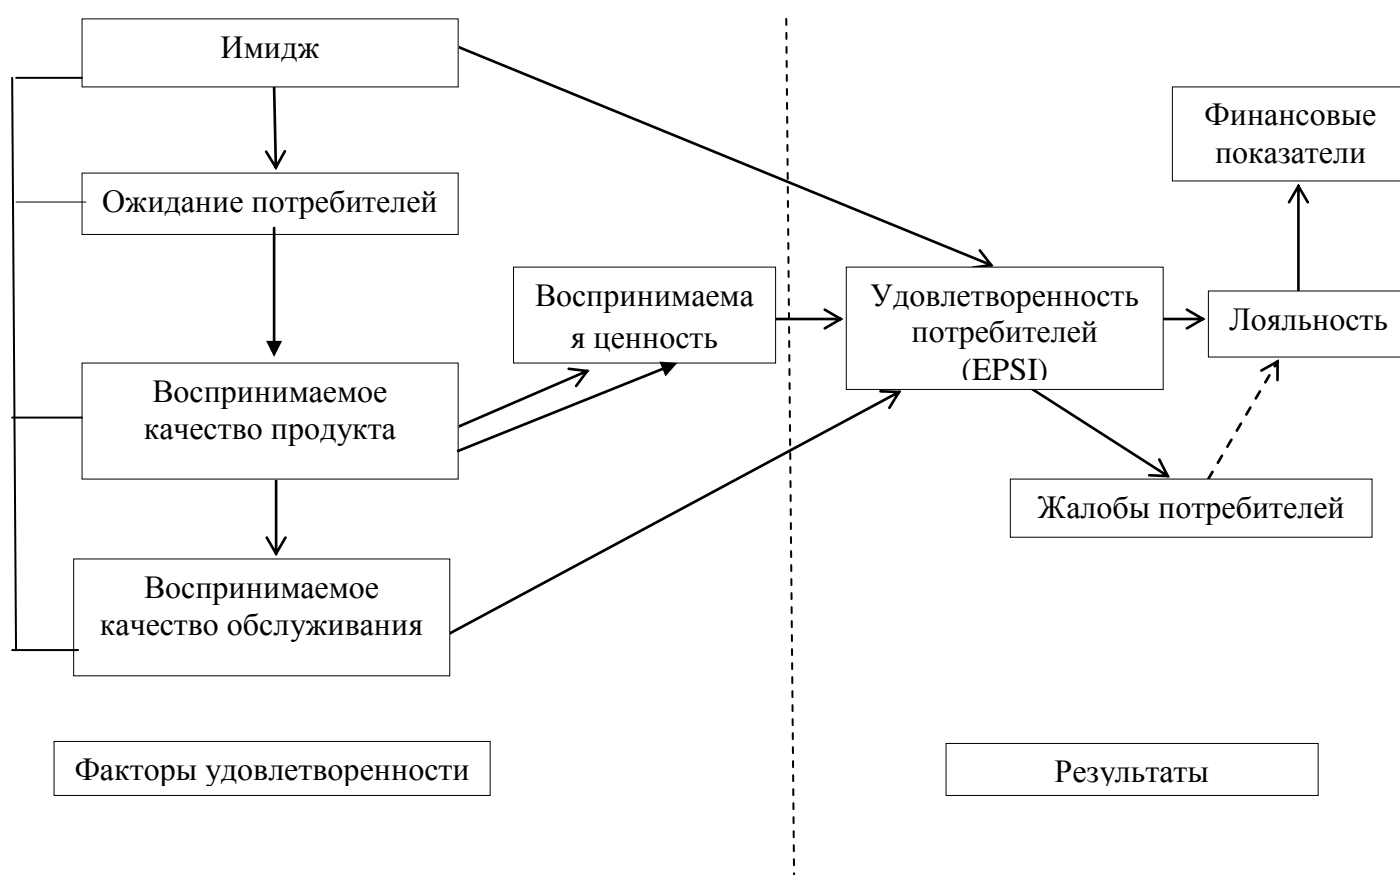 Имидж
Ожидание потребителей
Воспринимаемое
качество продукта
Воспринимаемое
качество обслуживания
Воспринимаема
я ценность
Удовлетворенность
потребителей
(EPSI)
Финансовые
показатели
Лояльность
Жалобы потребителей
Факторы удовлетворенности
Результаты